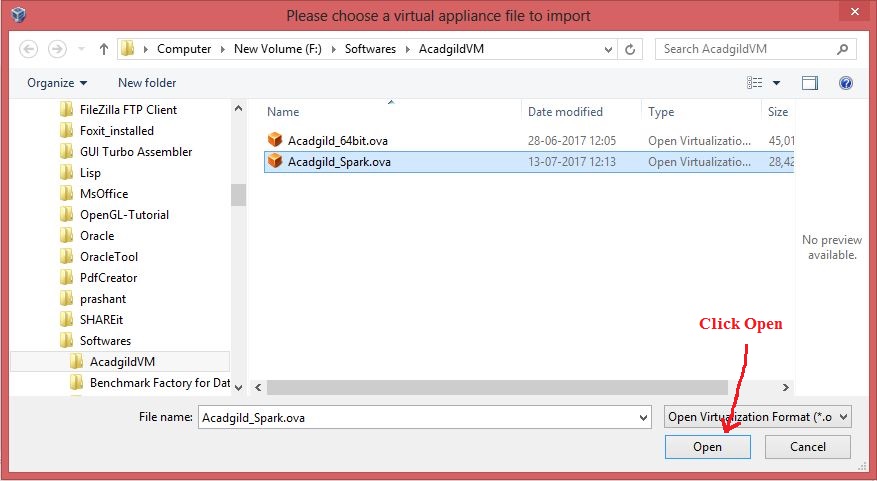 Please choose a virtual appliance file to import
Computer New Volume (F:) Softwares AcadgildVM Search AcadgildVM
Organize New folder
FileZilla FTP Client
Foxit_installed
GUI Turbo Assembler
Lisp
MsOffice
OpenGL-Tutorial
Oracle
OracleTool
PdfCreator
prashant
SHAREit
Softwares
AcadgildVM
Benchmark Factory for Dat
Name Date modified Type Size
Acadgild_64bit.ova 28-06-2017 12:05 Open Virtualizatio... 45,01
Acadgild_Spark.ova 13-07-2017 12:13 Open Virtualizatio... 28,42
No preview
available.
Click Open
File name: Acadgild_Spark.ova Open Virtualization Format (*.o
Open Cancel